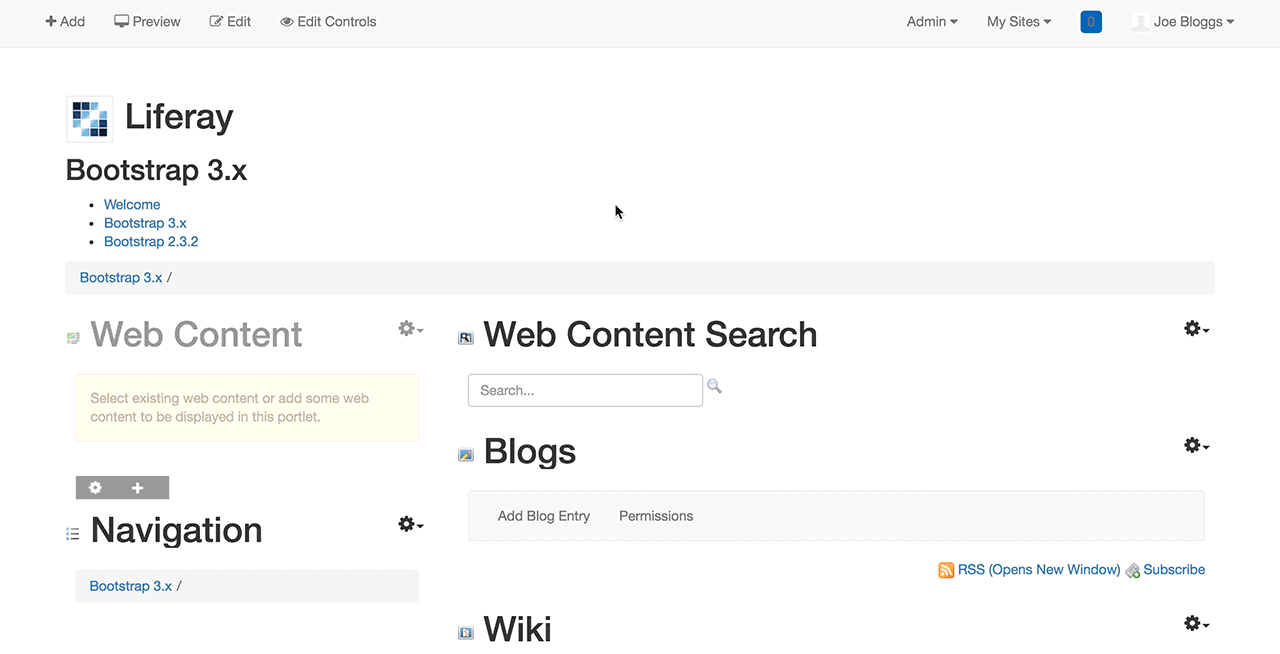 Add Preview Edit Edit Controls Admin My Sites 0 Joe Bloggs
Liferay
Bootstrap 3.x
Welcome
Bootstrap 3.x
Bootstrap 2.3.2
Bootstrap 3.x /
Web Content
Select existing web content or add some web
content to be displayed in this portlet.
Navigation
Bootstrap 3.x /
Web Content Search
Search...
Blogs
Add Blog Entry Permissions
RSS (Opens New Window) Subscribe
Wiki